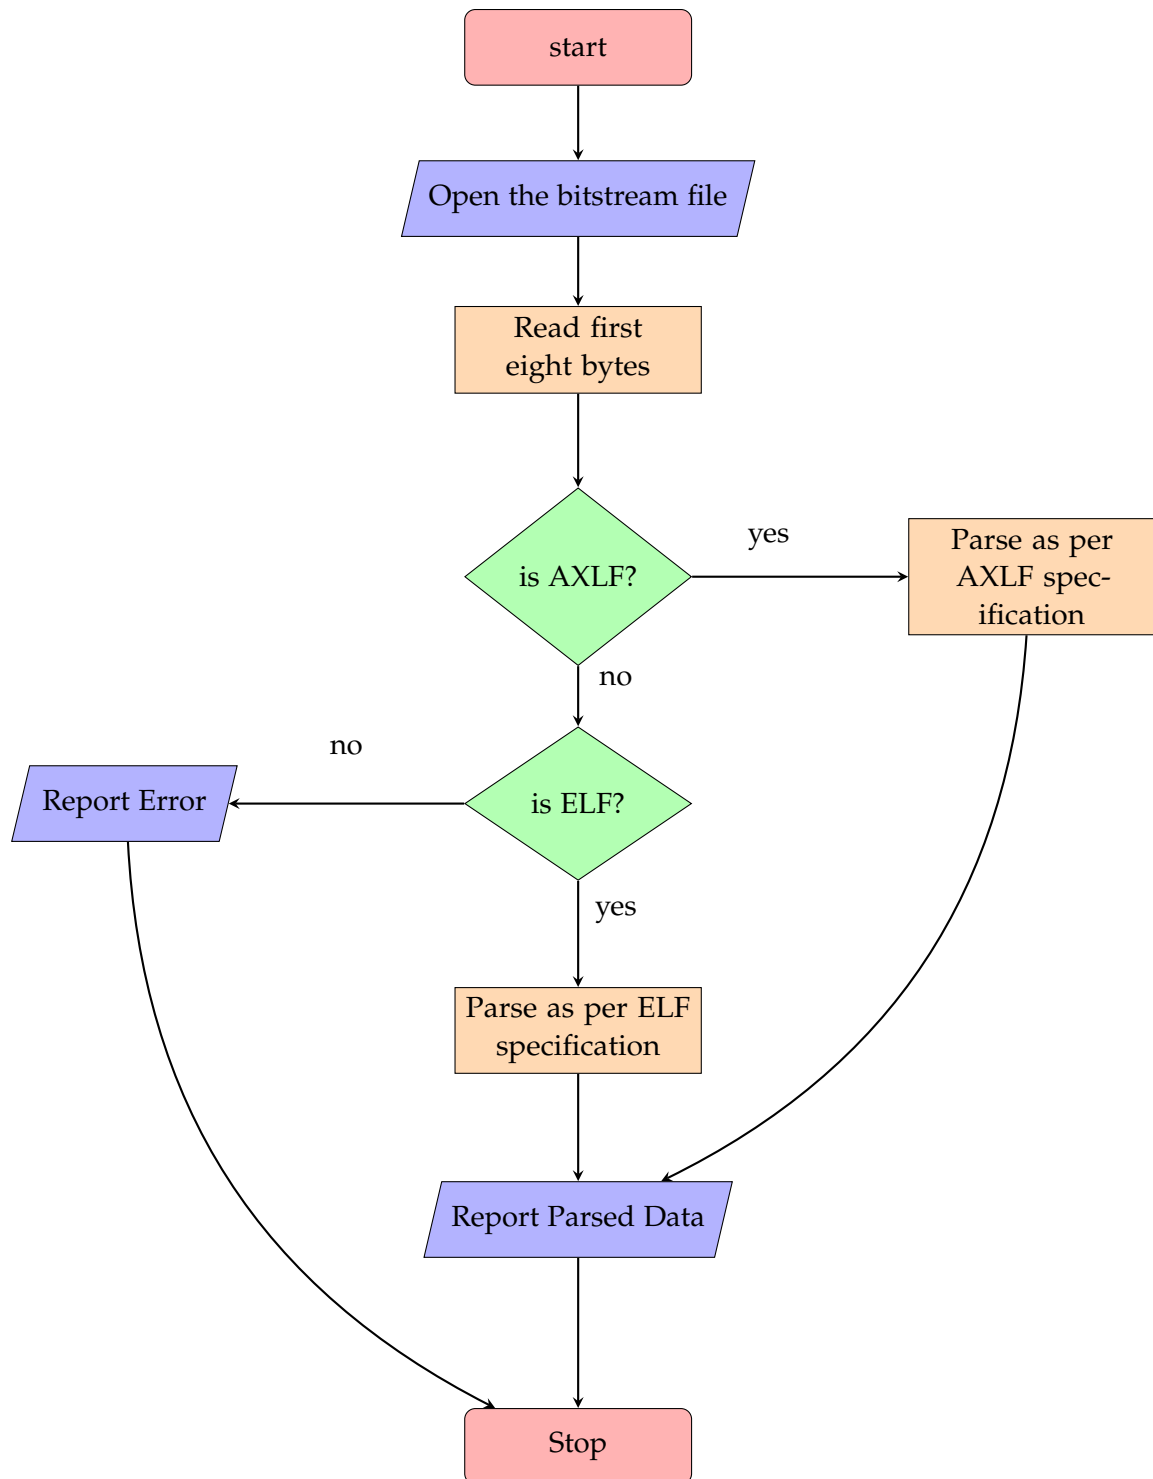 start
Open the bitstream file
Read first
eight bytes
is AXLF?
yes
Parse as per
AXLF spec-
ification
no
is ELF?
no
Report Error
yes
Parse as per ELF
specification
Report Parsed Data
Stop